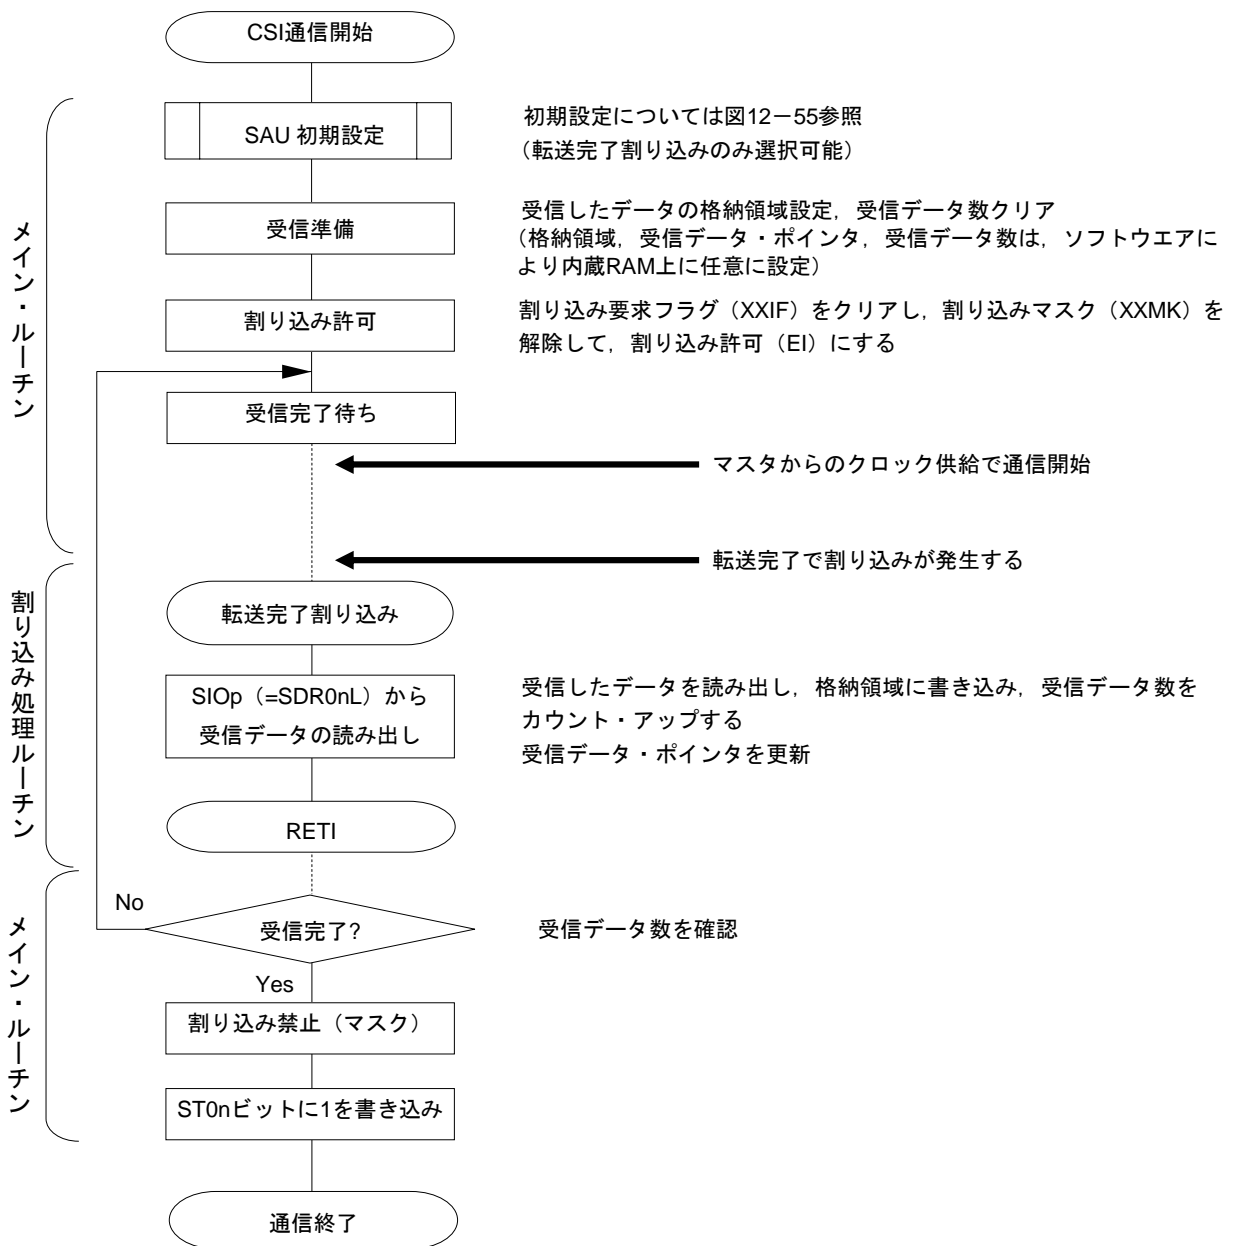 CSI通信開始
SAU 初期設定
初期設定については図12－55参照
（転送完了割り込みのみ選択可能）
受信準備
受信したデータの格納領域設定，受信データ数クリア
（格納領域，受信データ・ポインタ，受信データ数は，ソフトウエアに
より内蔵RAM上に任意に設定）
割り込み許可
割り込み要求フラグ（XXIF）をクリアし，割り込みマスク（XXMK）を
解除して，割り込み許可（EI）にする
メイン・ルーチン
受信完了待ち
マスタからのクロック供給で通信開始
転送完了で割り込みが発生する
転送完了割り込み
割り込み処理ルーチン
SIOp（=SDR0nL）から
受信データの読み出し
受信したデータを読み出し，格納領域に書き込み，受信データ数を
カウント・アップする
受信データ・ポインタを更新
RETI
No
受信完了?
受信データ数を確認
Yes
メイン・ルーチン
割り込み禁止（マスク）
ST0nビットに1を書き込み
通信終了